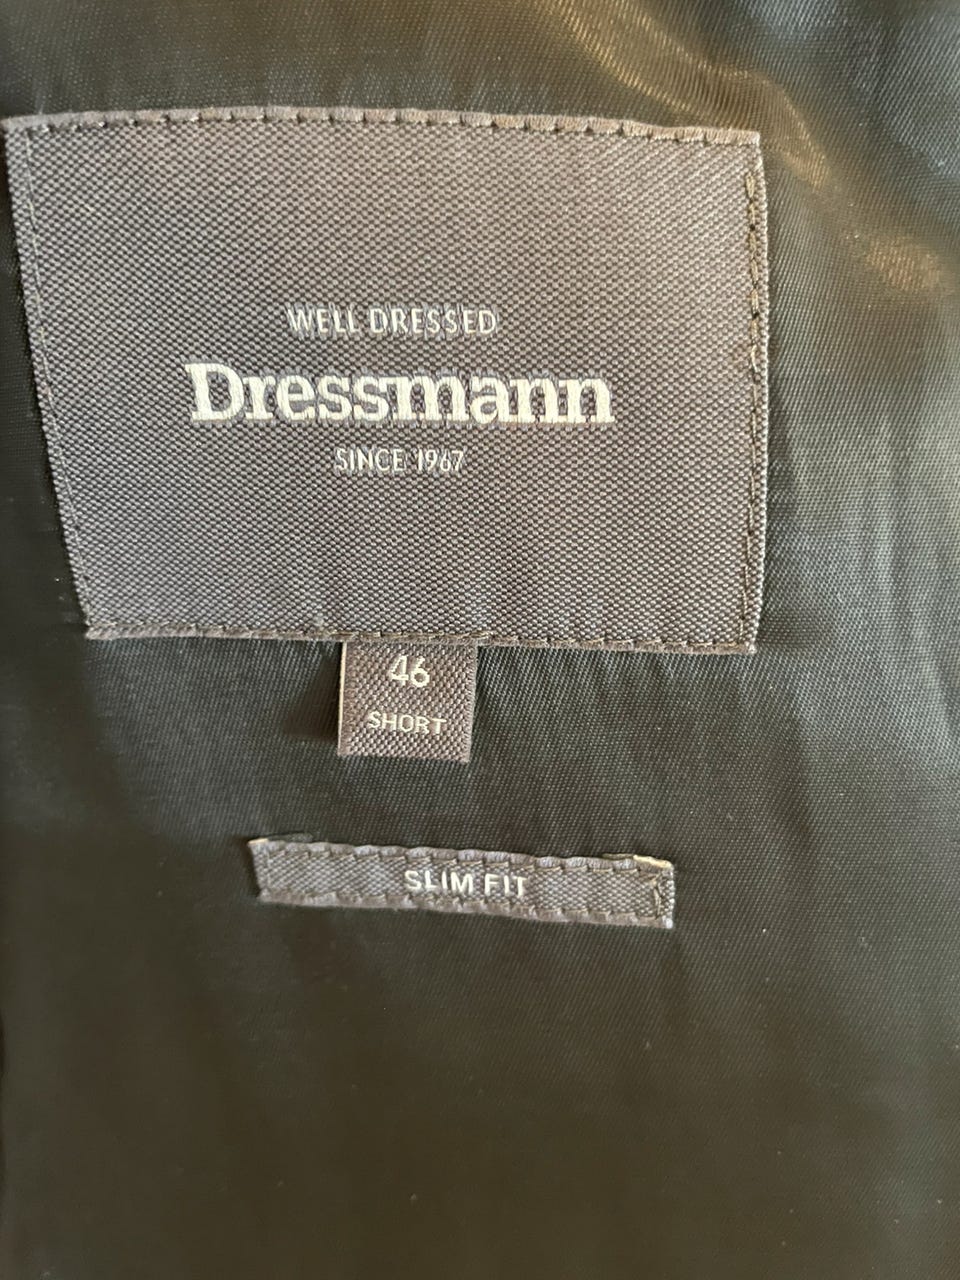 WELL DRESSED
Dressmann
SINCE 1967
46
SHORT
SLIM FIT